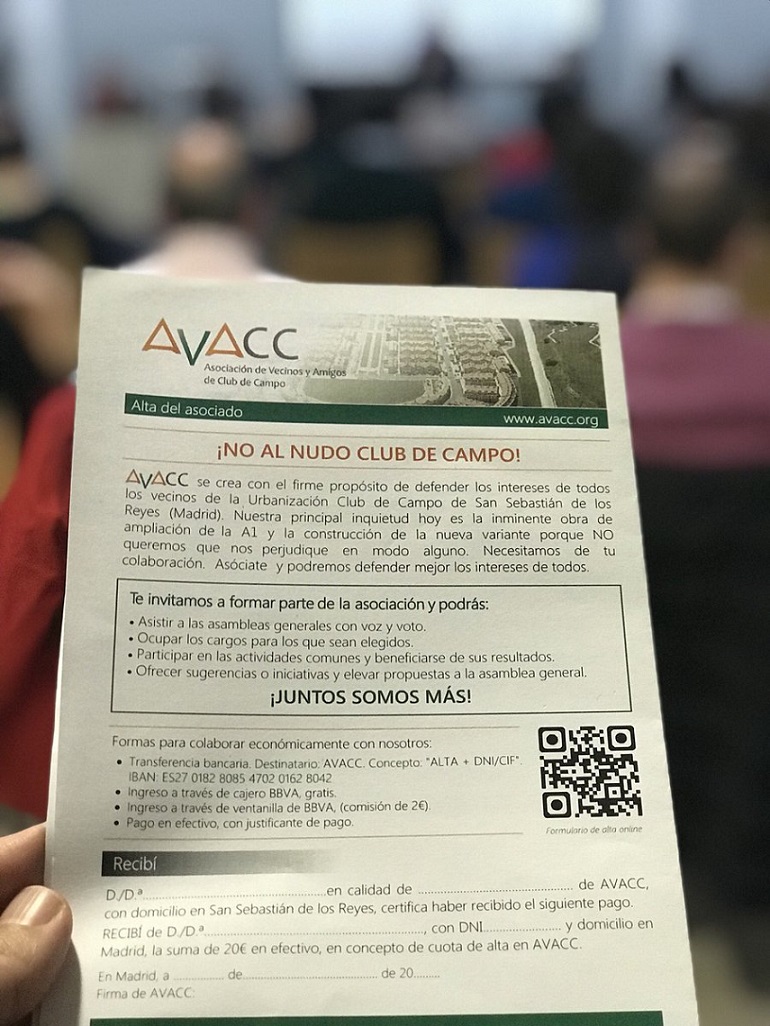 AVACC
Asociación de Vecinos y Amigos
de Club de Campo
Alta del asociado
www.avacc.org
¡NO AL NUDO CLUB DE CAMPO!
AVACC se crea con el firme propósito de defender los intereses de todos
los vecinos de la Urbanización Club de Campo de San Sebastián de los
Reyes (Madrid). Nuestra principal inquietud hoy es la inminente obra de
ampliación de la A1 y la construcción de la nueva variante porque NO
queremos que nos perjudique en modo alguno. Necesitamos de tu
colaboración. Asóciate y podremos defender mejor los intereses de todos.
Te invitamos a formar parte de la asociación y podrás:
• Asistir a las asambleas generales con voz y voto.
• Ocupar los cargos para los que sean elegidos.
• Participar en las actividades comunes y beneficiarse de sus resultados.
• Ofrecer sugerencias o iniciativas y elevar propuestas a la asamblea general.
¡JUNTOS SOMOS MÁS!
Formas para colaborar económicamente con nosotros:
• Transferencia bancaria. Destinatario: AVACC. Concepto: "ALTA + DNI/CIF".
IBAN: ES27 0182 8085 4702 0162 8042
• Ingreso a través de cajero BBVA, gratis.
• Ingreso a través de ventanilla de BBVA, (comisión de 2€).
• Pago en efectivo, con justificante de pago.
Formulario de alta online
Recibí
D./D.ª..............................en calidad de .............................. de AVACC,
con domicilio en San Sebastián de los Reyes, certifica haber recibido el siguiente pago.
RECIBÍ de D./D.ª.............................., con DNI.................. y domicilio en
Madrid, la suma de 20€ en efectivo, en concepto de cuota de alta en AVACC.
En Madrid, a ............ de.............................. de 20.......
Firma de AVACC: